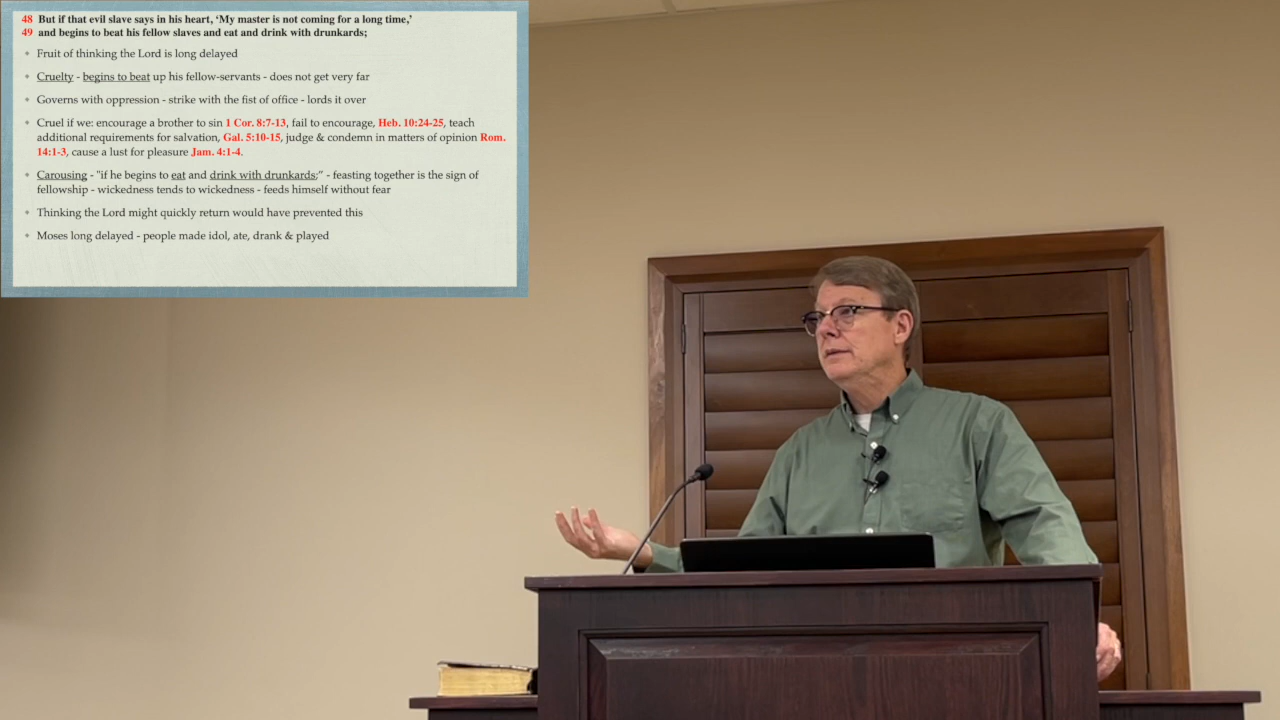 48 But if that evil slave says in his heart, ‘My master is not coming for a long time,’
49 and begins to beat his fellow slaves and eat and drink with drunkards;
Fruit of thinking the Lord is long delayed
Cruelty - begins to beat up his fellow-servants - does not get very far
Governs with oppression - strike with the fist of office - lords it over
Cruel if we: encourage a brother to sin 1 Cor. 8:7-13, fail to encourage, Heb. 10:24-25, teach
additional requirements for salvation, Gal. 5:10-15, judge & condemn in matters of opinion Rom.
14:1-3, cause a lust for pleasure Jam. 4:1-4.
Carousing - "if he begins to eat and drink with drunkards;" - feasting together is the sign of
fellowship - wickedness tends to wickedness - feeds himself without fear
Thinking the Lord might quickly return would have prevented this
Moses long delayed - people made idol, ate, drank & played